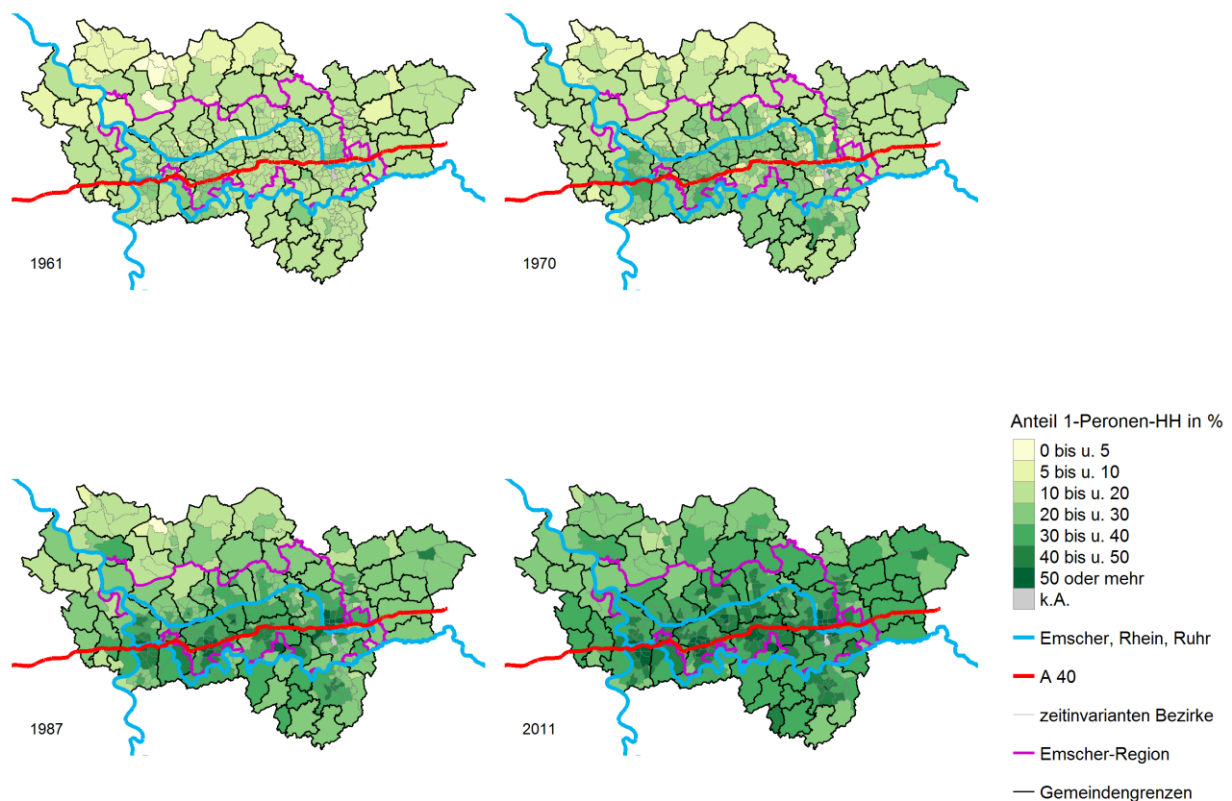 1961
1970
1987
2011
Anteil 1-Peronen-HH in %
0 bis u. 5
5 bis u. 10
10 bis u. 20
20 bis u. 30
30 bis u. 40
40 bis u. 50
50 oder mehr
k.A.
Emscher, Rhein, Ruhr
A 40
zeitinvarianten Bezirke
Emscher-Region
Gemeindengrenzen